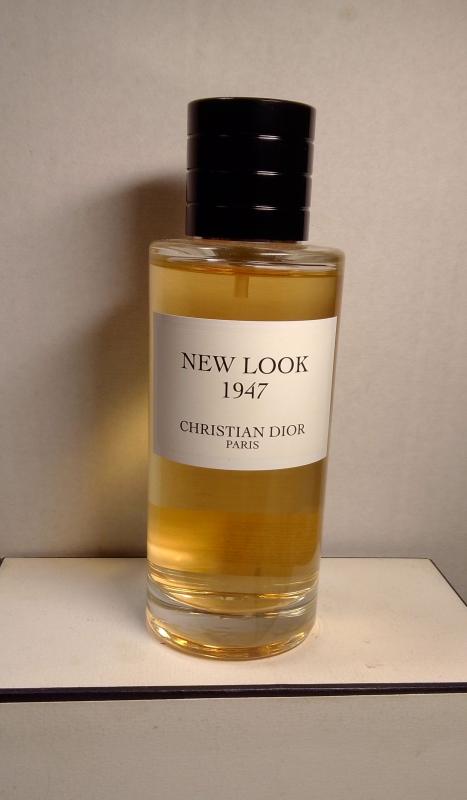 NEW LOOK
1947
CHRISTIAN DIOR
PARIS